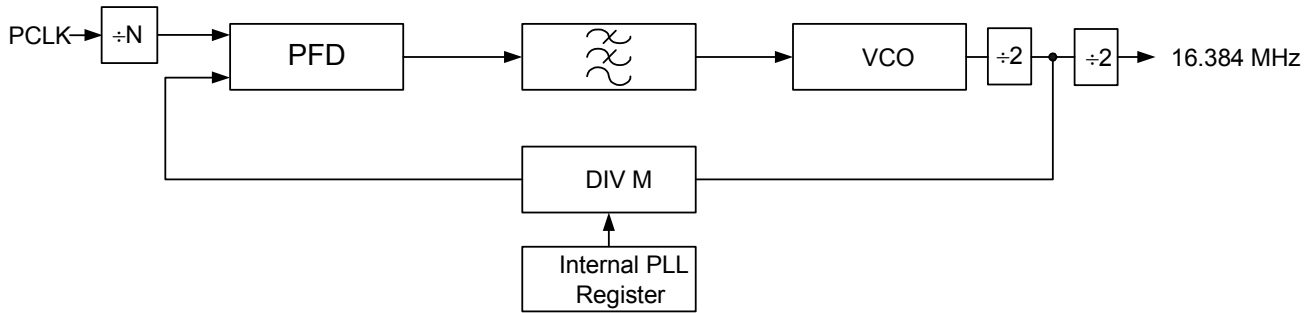 PCLK
÷N
PFD
VCO
÷2
÷2
16.384 MHz
DIV M
Internal PLL
Register